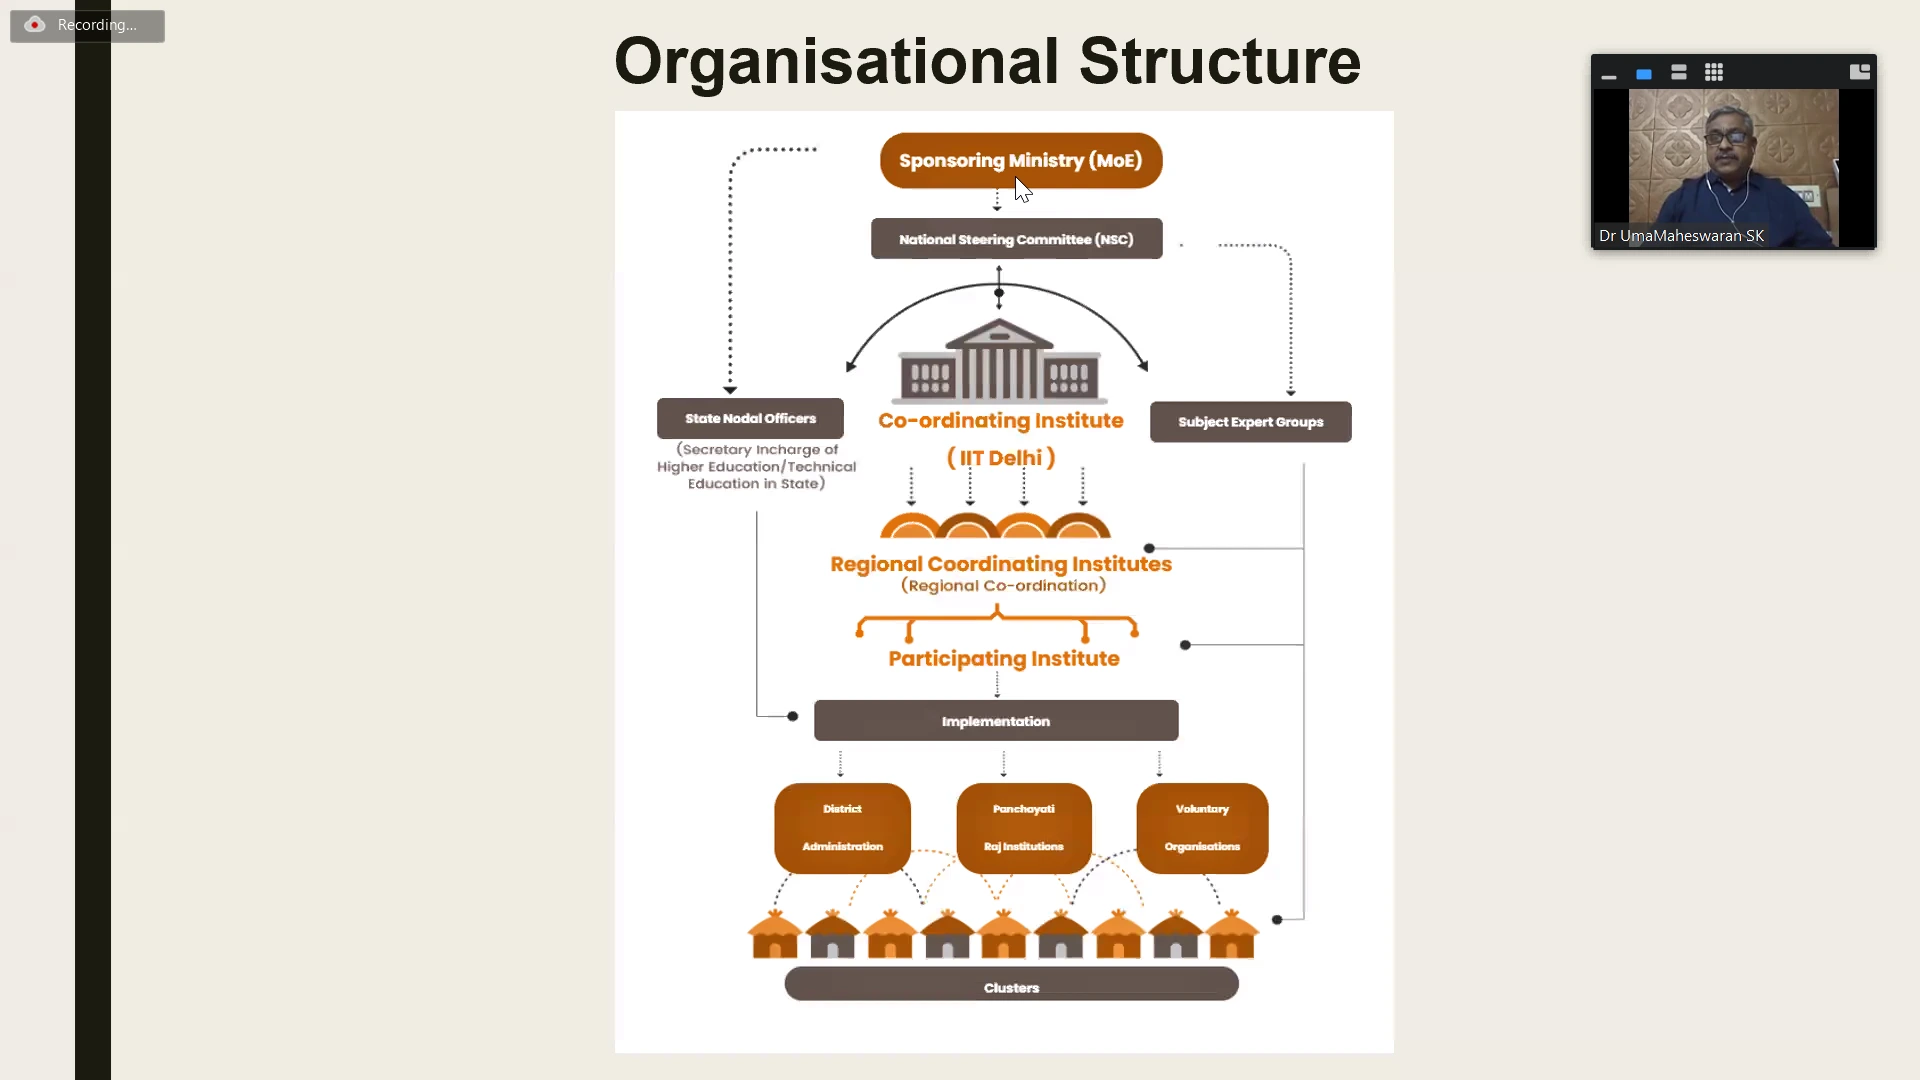 Recording...
Organisational Structure
Sponsoring Ministry (MoE)
National Steering Committee (NSC)
Dr UmaMaheswaran SK
State Nodal Officers
(Secretary Incharge of
Higher Education/Technical
Education in State)
Co-ordinating Institute
( IIT Delhi )
Subject Expert Groups
Regional Coordinating Institutes
(Regional Co-ordination)
Participating Institute
Implementation
District
Administration
Panchayati
Raj Institutions
Voluntary
Organisations
Clusters